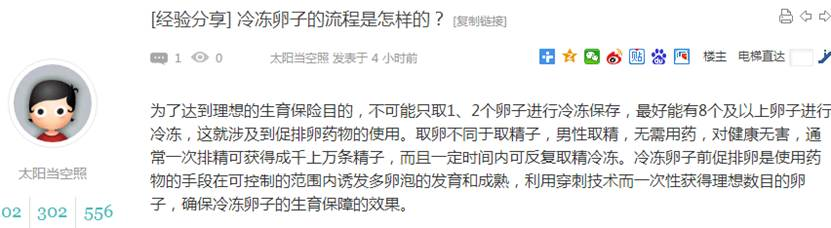 [经验分享] 冷冻卵子的流程是怎样的？ [复制链接]
1 0 太阳当空照 发表于 4 小时前 贴 楼主 电梯直达
为了达到理想的生育保险目的，不可能只取1、2个卵子进行冷冻保存，最好能有8个及以上卵子进行
冷冻，这就涉及到促排卵药物的使用。取卵不同于取精子，男性取精，无需用药，对健康无害，通
常一次排精可获得成千上万条精子，而且一定时间内可反复取精冷冻。冷冻卵子前促排卵是使用药
物的手段在可控制的范围内诱发多卵泡的发育和成熟，利用穿刺技术而一次性获得理想数目的卵
子，确保冷冻卵子的生育保障的效果。
太阳当空照
02 302 556